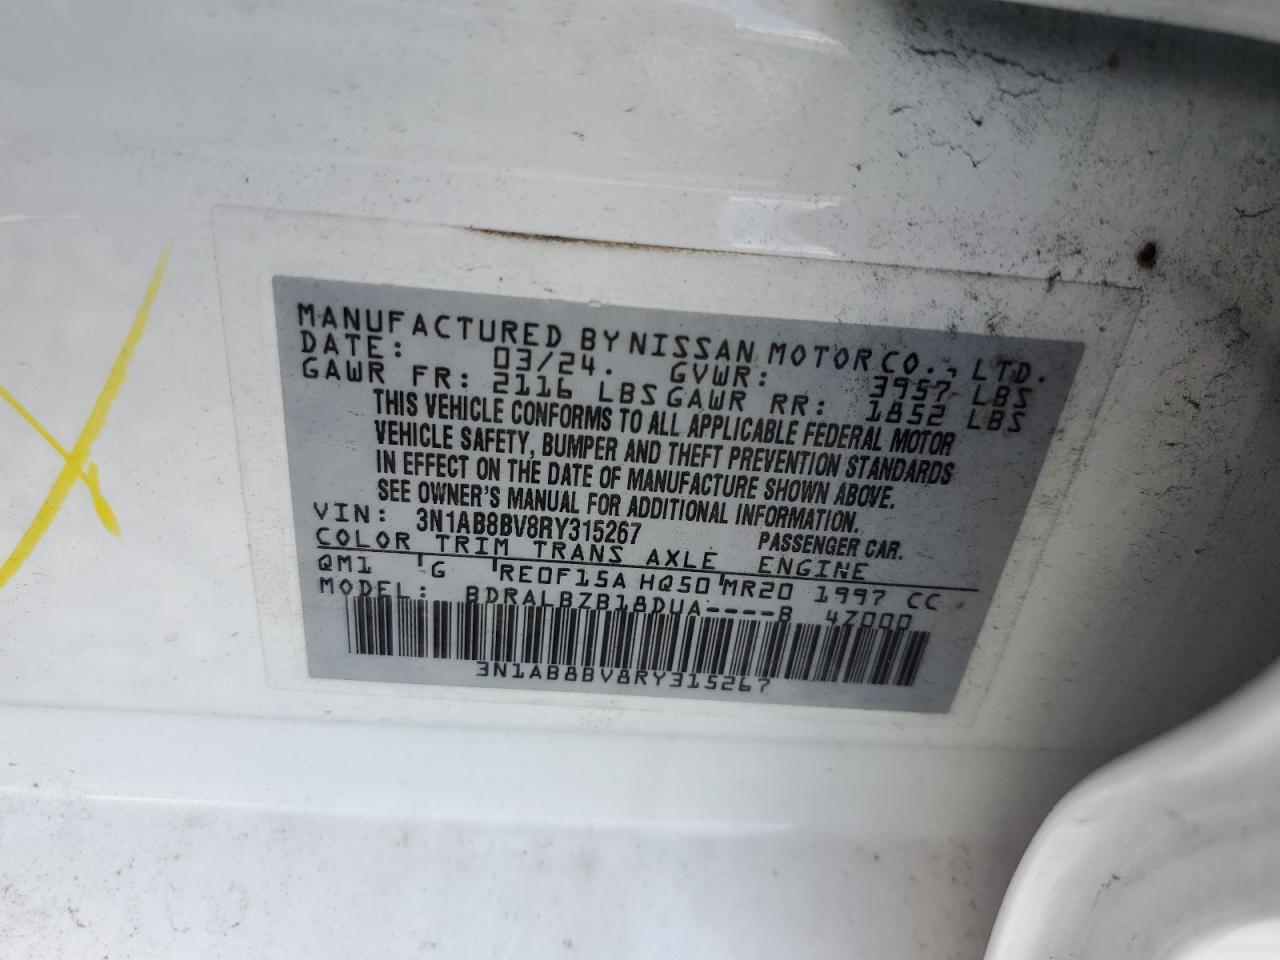 MANUFACTURED BY NISSAN MOTOR CO., LTD.
DATE: 03/24. GVWR: 3957 LBS
GAWR FR: 2116 LBS GAWR RR: 1852 LBS
THIS VEHICLE CONFORMS TO ALL APPLICABLE FEDERAL MOTOR
VEHICLE SAFETY, BUMPER AND THEFT PREVENTION STANDARDS
IN EFFECT ON THE DATE OF MANUFACTURE SHOWN ABOVE.
SEE OWNER'S MANUAL FOR ADDITIONAL INFORMATION.
VIN: 3N1AB8BV8RY315267 PASSENGER CAR.
COLOR TRIM TRANS AXLE ENGINE
QM1 G RE0F15A HQ50 MR20 1997 CC
MODEL: BDRALBZB18DUA----B 4Z000
3N1AB8BV8RY315267